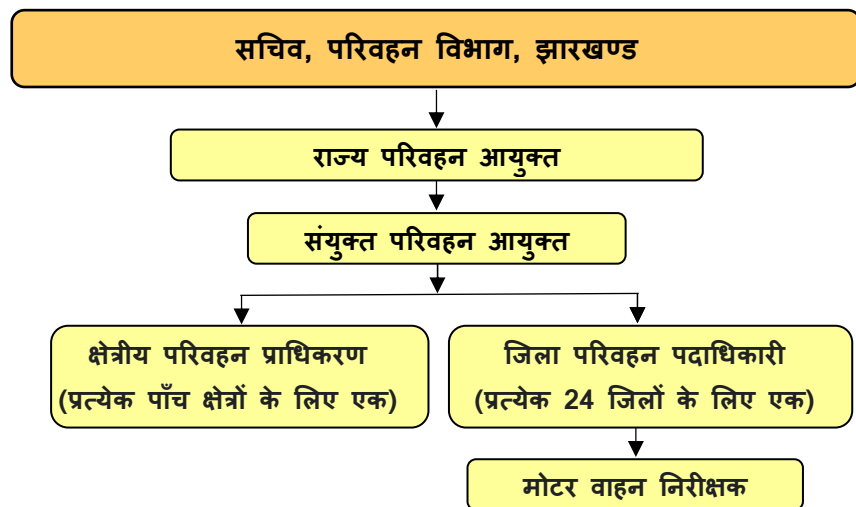 सचिव, परिवहन विभाग, झारखण्ड
राज्य परिवहन आयुक्त
संयुक्त परिवहन आयुक्त
क्षेत्रीय परिवहन प्राधिकरण
(प्रत्येक पाँच क्षेत्रों के लिए एक)
जिला परिवहन पदाधिकारी
(प्रत्येक 24 जिलों के लिए एक)
मोटर वाहन निरीक्षक